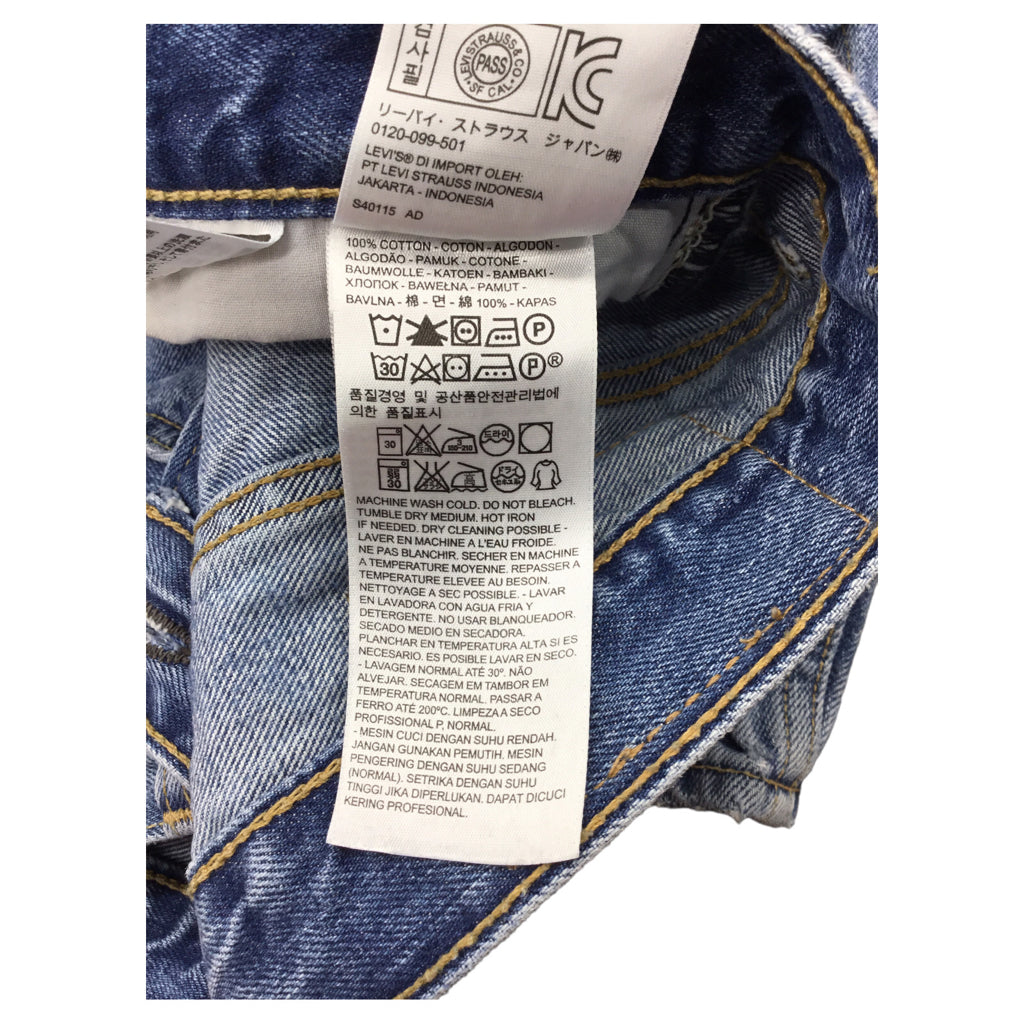 검사필
LEVI STRAUSS & CO.
PASS
SF CAL.
リーバイ・ストラウス ジャパン㈱
0120-099-501
LEVI'S® DI IMPORT OLEH:
PT LEVI STRAUSS INDONESIA
JAKARTA - INDONESIA
S40115 AD
100% COTTON - COTON - ALGODON -
ALGODÃO - PAMUK - COTONE -
BAUMWOLLE - KATOEN - BAMBAKI -
ХЛОПОК - BAWEŁNA - PAMUT -
BAVLNA - 棉 - 면 - 綿 100% - KAPAS
P
30 P ®
품질경영 및 공산품안전관리법에
의한 품질표시
30 3 180~210 드라이
30 ドライ
MACHINE WASH COLD. DO NOT BLEACH.
TUMBLE DRY MEDIUM. HOT IRON
IF NEEDED. DRY CLEANING POSSIBLE -
LAVER EN MACHINE A L'EAU FROIDE.
NE PAS BLANCHIR. SECHER EN MACHINE
A TEMPERATURE MOYENNE. REPASSER A
TEMPERATURE ELEVEE AU BESOIN.
NETTOYAGE A SEC POSSIBLE. - LAVAR
EN LAVADORA CON AGUA FRIA Y
DETERGENTE. NO USAR BLANQUEADOR.
SECADO MEDIO EN SECADORA.
PLANCHAR EN TEMPERATURA ALTA SI ES
NECESARIO. ES POSIBLE LAVAR EN SECO.
- LAVAGEM NORMAL ATÉ 30º. NÃO
ALVEJAR. SECAGEM EM TAMBOR EM
TEMPERATURA NORMAL. PASSAR A
FERRO ATÉ 200ºC. LIMPEZA A SECO
PROFISSIONAL P, NORMAL.
- MESIN CUCI DENGAN SUHU RENDAH.
JANGAN GUNAKAN PEMUTIH. MESIN
PENGERING DENGAN SUHU SEDANG
(NORMAL). SETRIKA DENGAN SUHU
TINGGI JIKA DIPERLUKAN. DAPAT DICUCI
KERING PROFESIONAL.